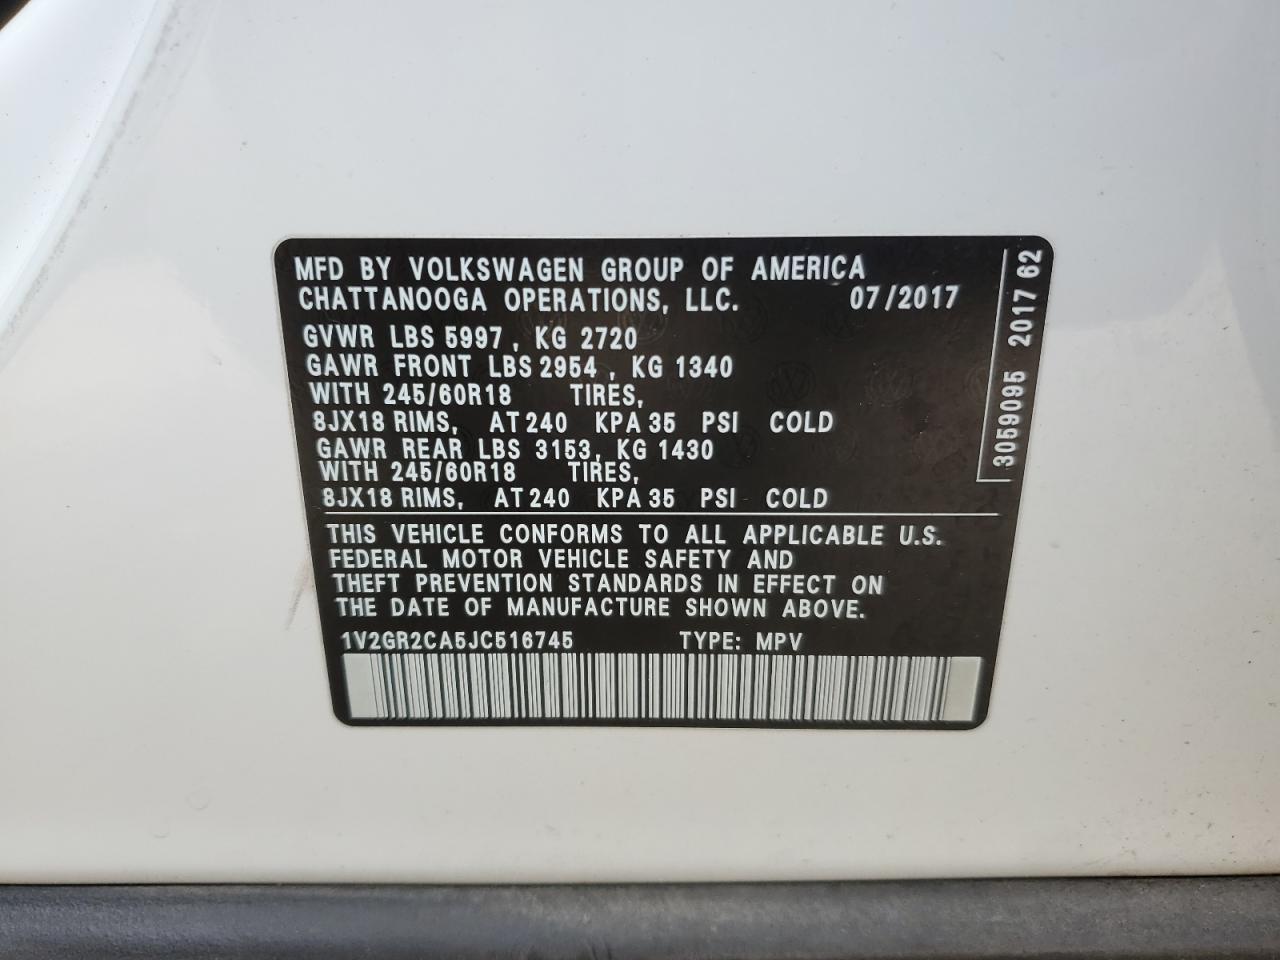 MFD BY VOLKSWAGEN GROUP OF AMERICA
CHATTANOOGA OPERATIONS, LLC. 07/2017
GVWR LBS 5997, KG 2720
GAWR FRONT LBS 2954, KG 1340
WITH 245/60R18 TIRES,
8JX18 RIMS, AT 240 KPA 35 PSI COLD
GAWR REAR LBS 3153, KG 1430
WITH 245/60R18 TIRES,
8JX18 RIMS, AT 240 KPA 35 PSI COLD
THIS VEHICLE CONFORMS TO ALL APPLICABLE U.S.
FEDERAL MOTOR VEHICLE SAFETY AND
THEFT PREVENTION STANDARDS IN EFFECT ON
THE DATE OF MANUFACTURE SHOWN ABOVE.
1V2GR2CA5JC516745 TYPE: MPV
3059095 2017 62